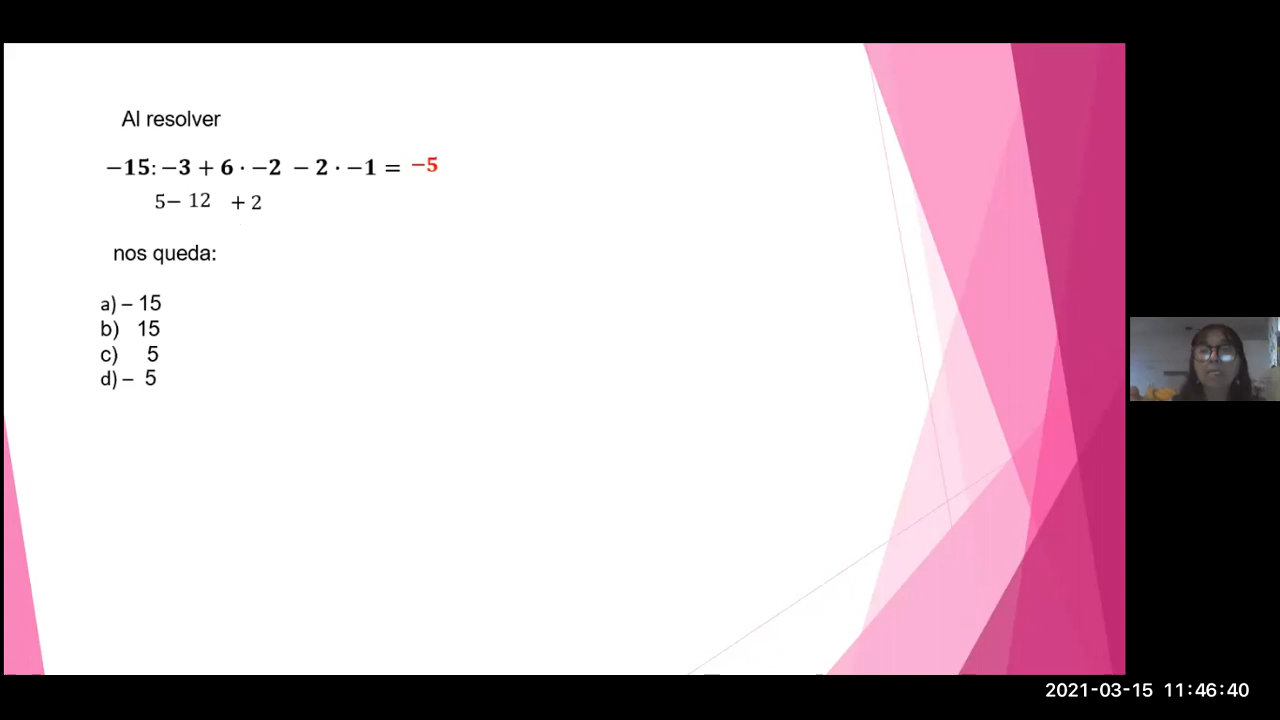 Al resolver
−15:−3 + 6 · −2 − 2 · −1 = −5
5− 12 + 2
nos queda:
a) – 15
b) 15
c) 5
d) – 5
2021-03-15 11:46:40